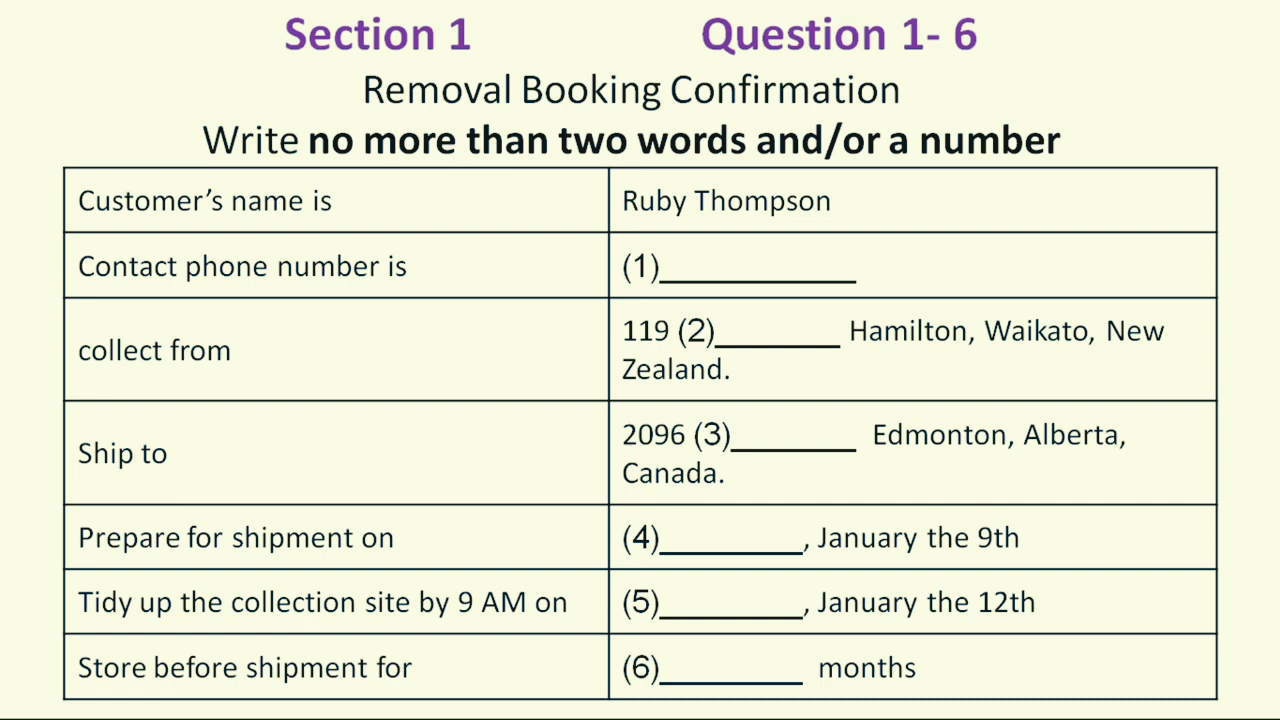 Section 1 Question 1- 6
Removal Booking Confirmation
Write no more than two words and/or a number
Customer’s name is Ruby Thompson
Contact phone number is (1)_____________
collect from 119 (2)________ Hamilton, Waikato, New
Zealand.
Ship to 2096 (3)________ Edmonton, Alberta,
Canada.
Prepare for shipment on (4)_________, January the 9th
Tidy up the collection site by 9 AM on (5)_________, January the 12th
Store before shipment for (6)_________ months